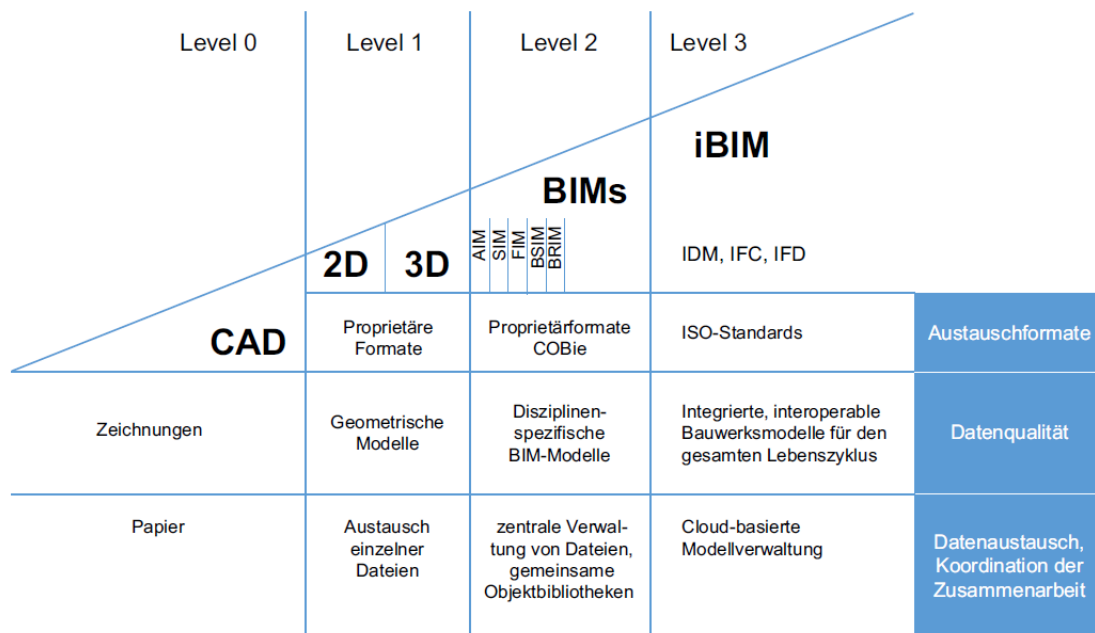 Level 0
Level 1
Level 2
Level 3
iBIM
BIMs
AIM
SIM
FIM
BSIM
BRIM
2D
3D
IDM, IFC, IFD
CAD
Proprietäre
Formate
Proprietärformate
COBie
ISO-Standards
Austauschformate
Zeichnungen
Geometrische
Modelle
Disziplinen-
spezifische
BIM-Modelle
Integrierte, interoperable
Bauwerksmodelle für den
gesamten Lebenszyklus
Datenqualität
Papier
Austausch
einzelner
Dateien
zentrale Verwal-
tung von Dateien,
gemeinsame
Objektbibliotheken
Cloud-basierte
Modellverwaltung
Datenaustausch,
Koordination der
Zusammenarbeit